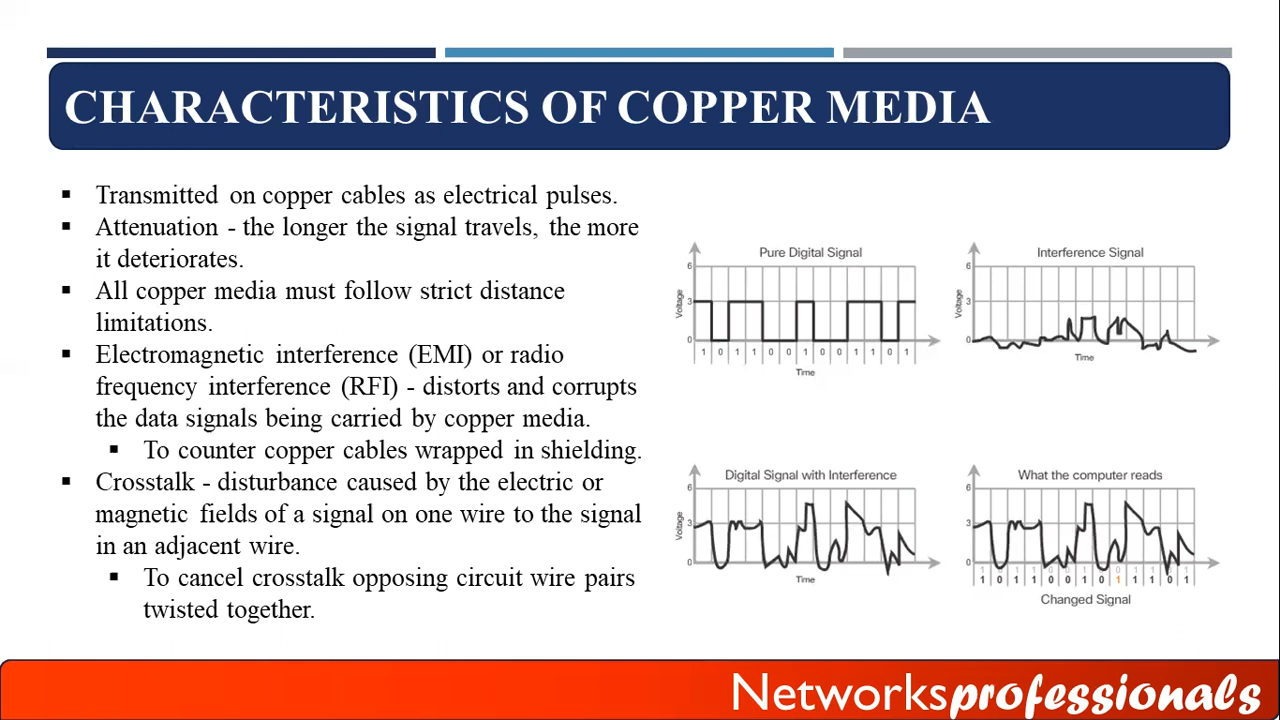 CHARACTERISTICS OF COPPER MEDIA
▪ Transmitted on copper cables as electrical pulses.
▪ Attenuation - the longer the signal travels, the more
it deteriorates.
▪ All copper media must follow strict distance
limitations.
▪ Electromagnetic interference (EMI) or radio
frequency interference (RFI) - distorts and corrupts
the data signals being carried by copper media.
▪ To counter copper cables wrapped in shielding.
▪ Crosstalk - disturbance caused by the electric or
magnetic fields of a signal on one wire to the signal
in an adjacent wire.
▪ To cancel crosstalk opposing circuit wire pairs
twisted together.
Pure Digital Signal
6
3
0
Voltage
1 0 1 1 0 0 1 0 0 1 1 0 1
Time
Interference Signal
6
3
0
Voltage
Time
Digital Signal with Interference
6
3
0
Voltage
Time
What the computer reads
6
3
0
1 0 1 1 0 0 1 0 1 1 1 0 1
Changed Signal
Networksprofessionals